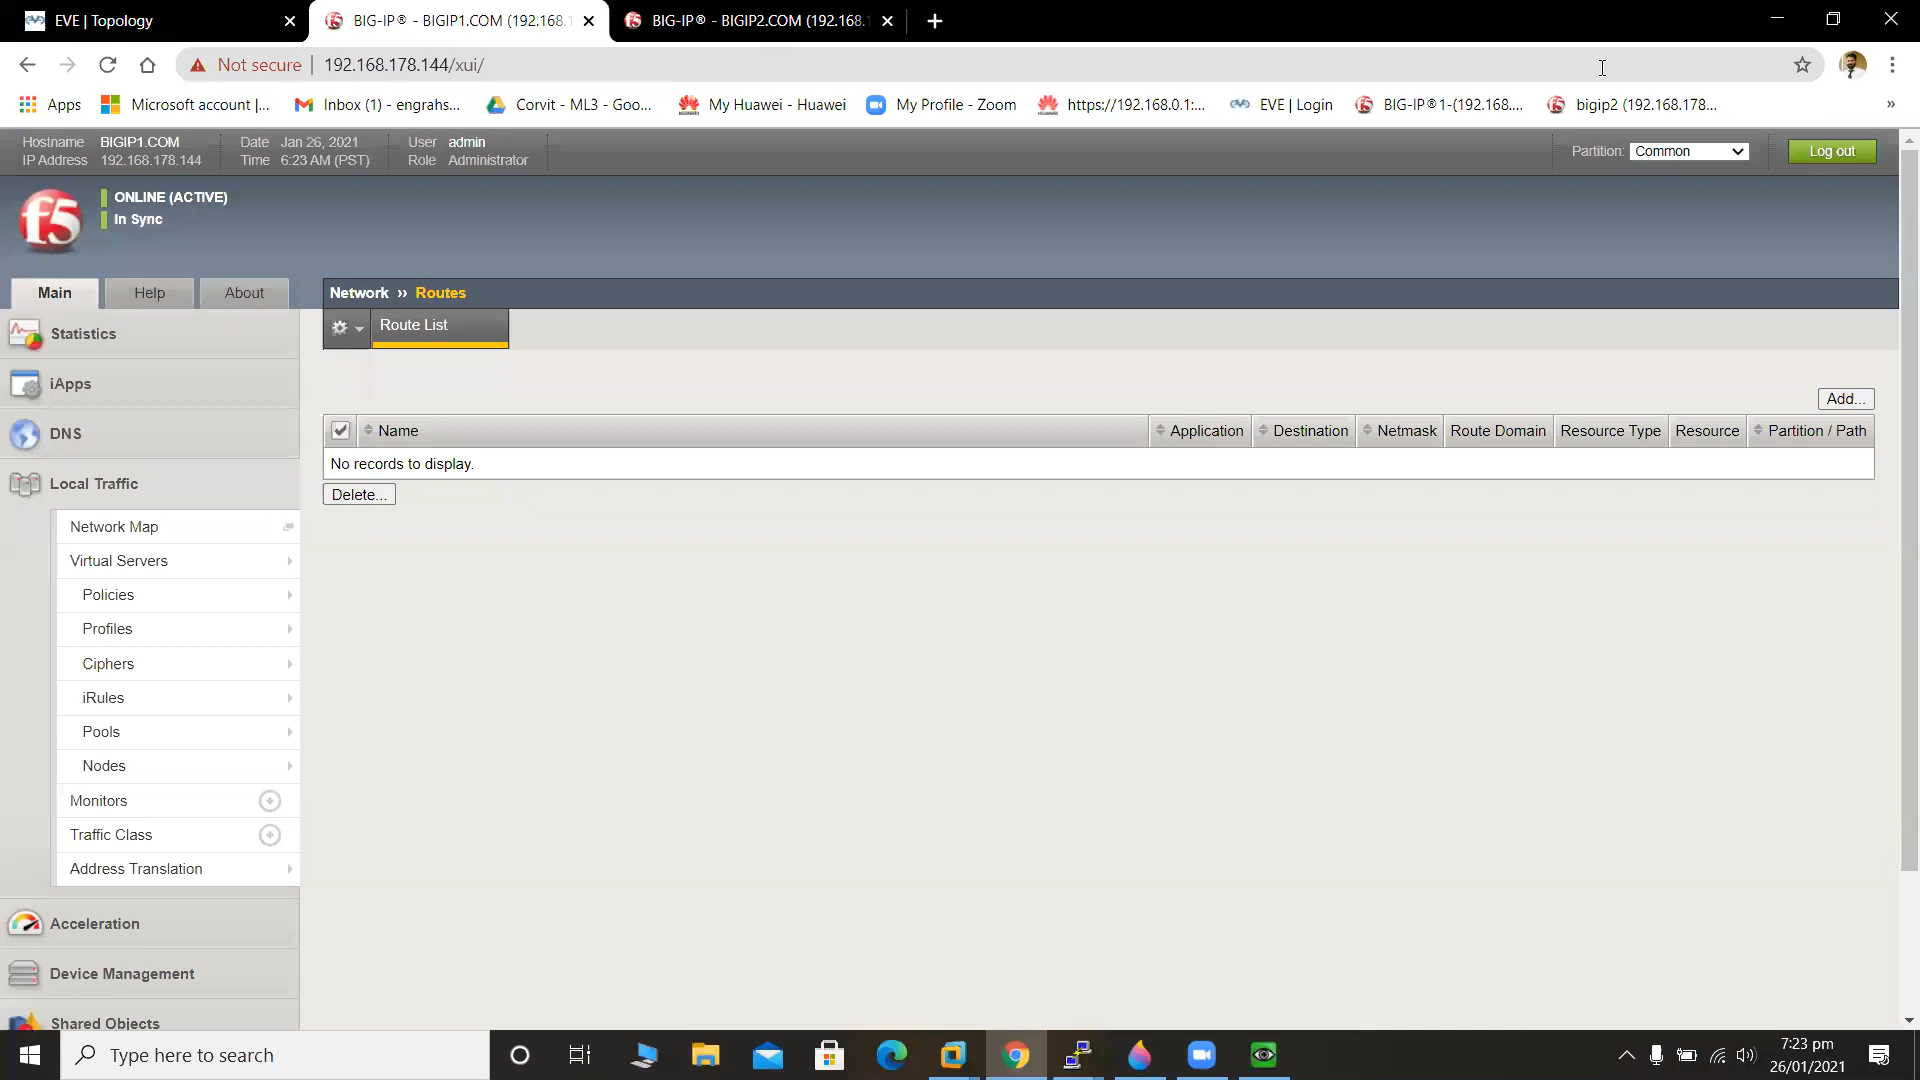 EVE | Topology
BIG-IP® - BIGIP1.COM (192.168.
BIG-IP® - BIGIP2.COM (192.168.1
Not secure | 192.168.178.144/xui/
Apps
Microsoft account |...
Inbox (1) - engrahs...
Corvit - ML3 - Goo...
My Huawei - Huawei
My Profile - Zoom
https://192.168.0.1:...
EVE | Login
BIG-IP®1-(192.168....
bigip2 (192.168.178...
»
Hostname BIGIP1.COM
IP Address 192.168.178.144
Date Jan 26, 2021
Time 6:23 AM (PST)
User admin
Role Administrator
Partition: Common
Log out
f5
ONLINE (ACTIVE)
In Sync
Main
Help
About
Network ›› Routes
Route List
Statistics
iApps
DNS
Local Traffic
Network Map
Virtual Servers
Policies
Profiles
Ciphers
iRules
Pools
Nodes
Monitors
Traffic Class
Address Translation
Acceleration
Device Management
Shared Objects
Add...
Name Application Destination Netmask Route Domain Resource Type Resource Partition / Path
No records to display.
Delete...
Type here to search
7:23 pm
26/01/2021